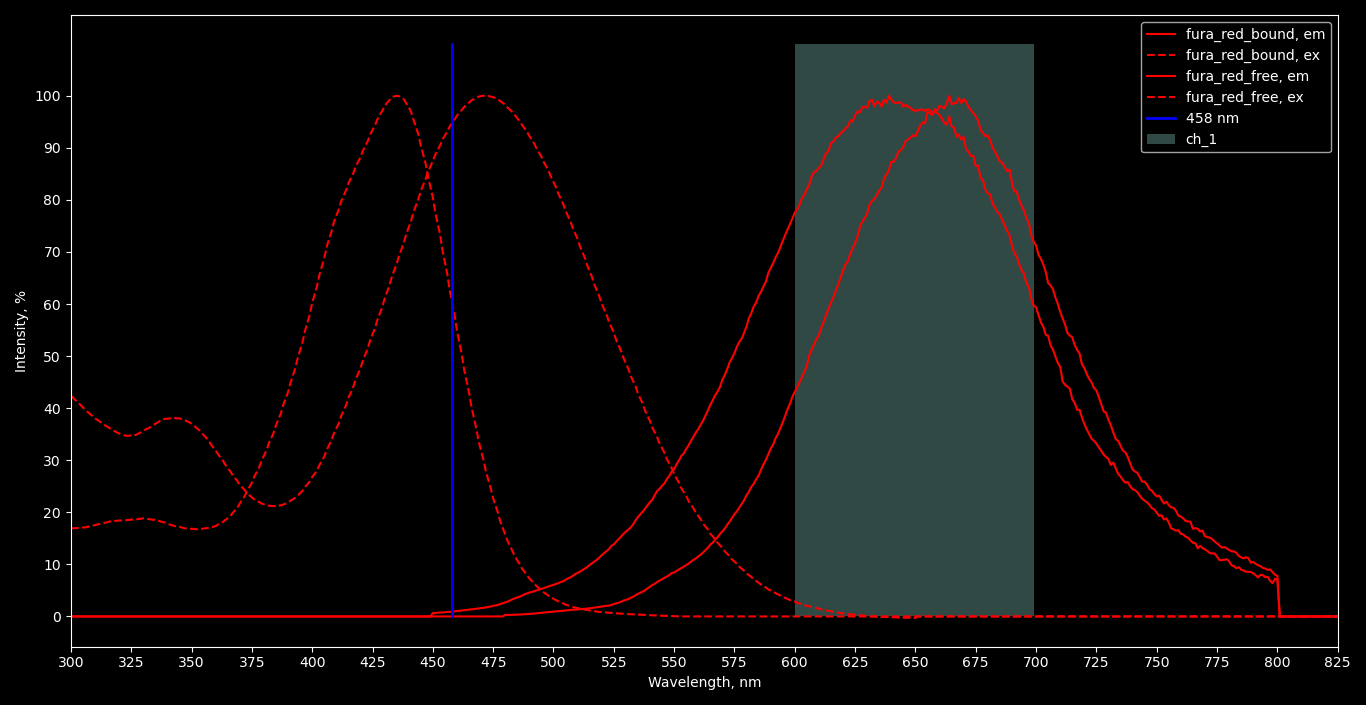 fura_red_bound, em
fura_red_bound, ex
fura_red_free, em
fura_red_free, ex
458 nm
ch_1
Intensity, %
100
90
80
70
60
50
40
30
20
10
0
300 325 350 375 400 425 450 475 500 525 550 575 600 625 650 675 700 725 750 775 800 825
Wavelength, nm